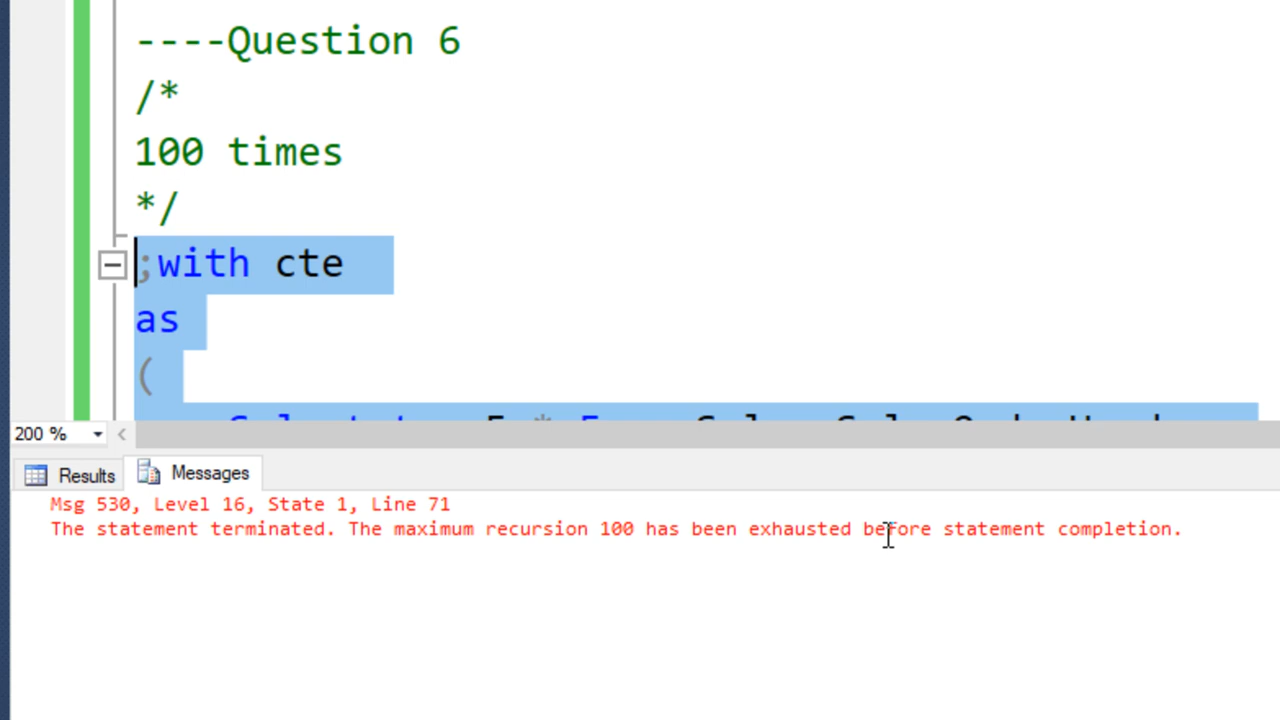 ----Question 6
/*
100 times
*/
;with cte
as
(
200 %
Results Messages
Msg 530, Level 16, State 1, Line 71
The statement terminated. The maximum recursion 100 has been exhausted before statement completion.